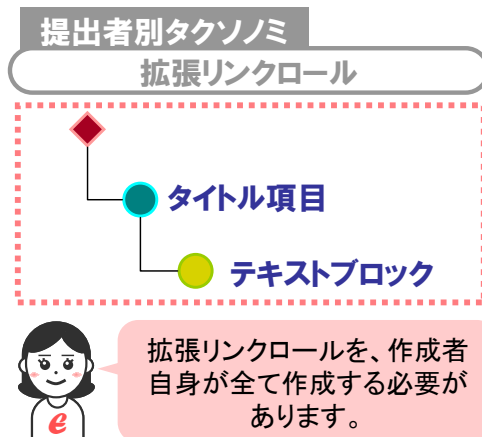 提出者別タクソノミ
拡張リンクロール
タイトル項目
テキストブロック
拡張リンクロールを、作成者
自身が全て作成する必要が
あります。
e